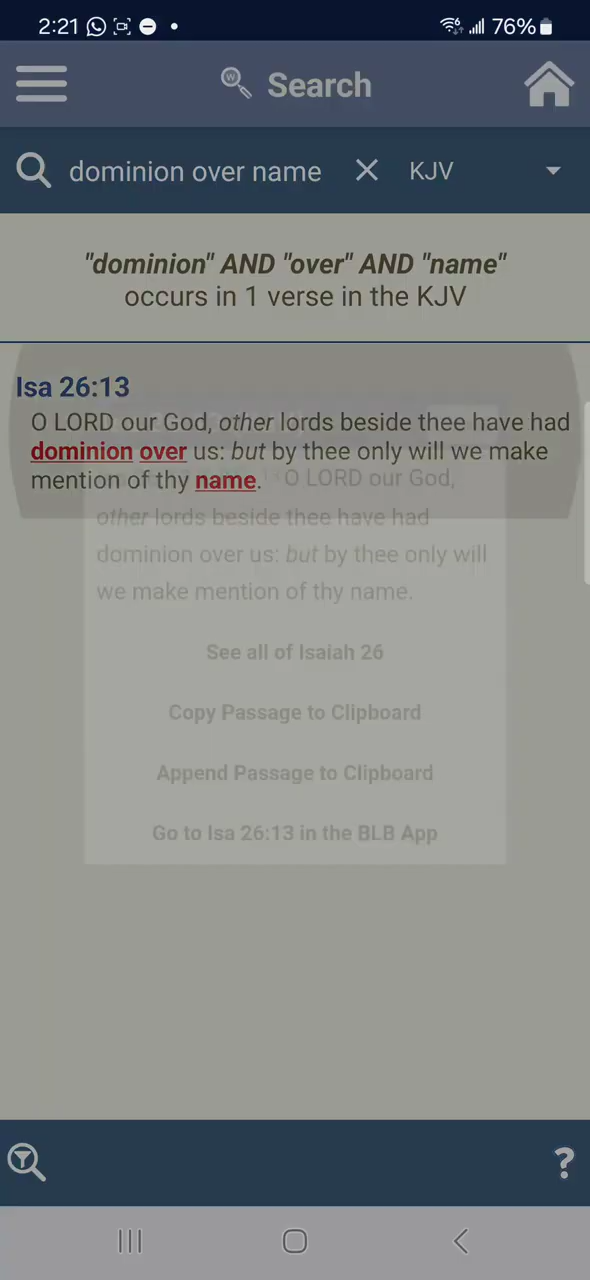 2:21 76%
Search
dominion over name KJV
"dominion" AND "over" AND "name"
occurs in 1 verse in the KJV
Isa 26:13
O LORD our God, other lords beside thee have had
dominion over us: but by thee only will we make
mention of thy name.
O LORD our God,
other lords beside thee have had
dominion over us: but by thee only will
we make mention of thy name.
See all of Isaiah 26
Copy Passage to Clipboard
Append Passage to Clipboard
Go to Isa 26:13 in the BLB App
?